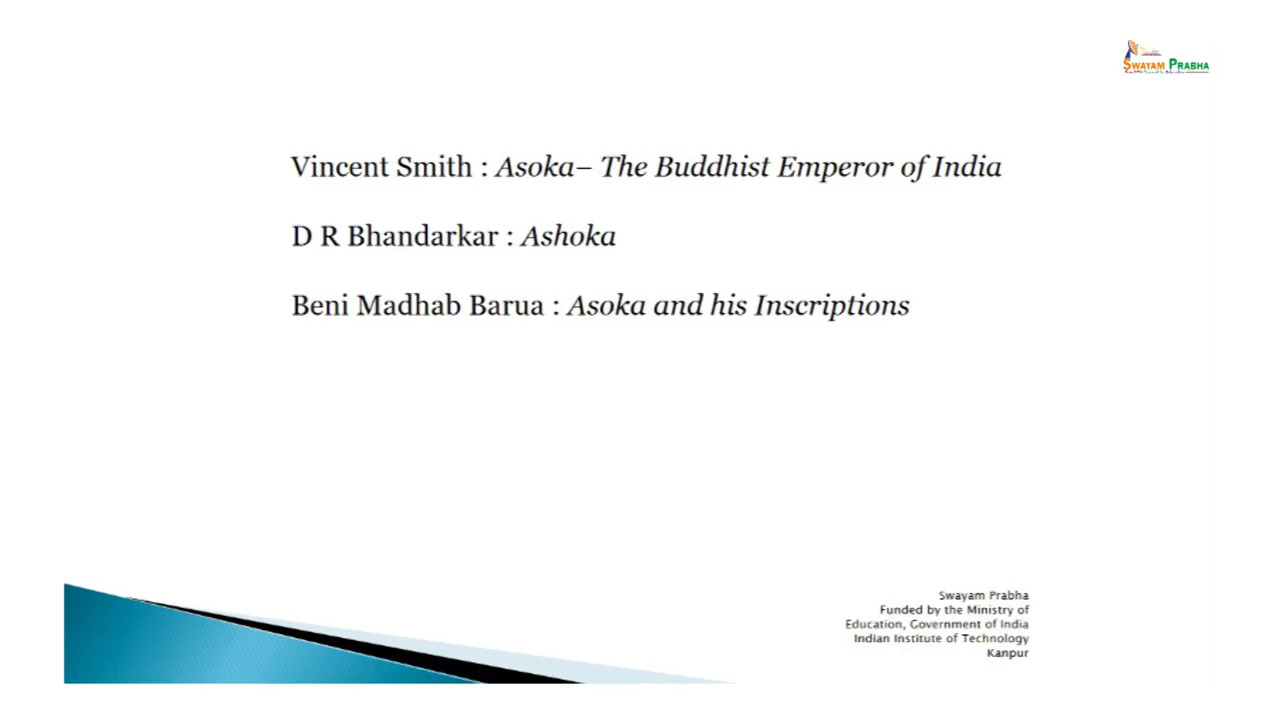 SWAYAM PRABHA
Vincent Smith : Asoka– The Buddhist Emperor of India
D R Bhandarkar : Ashoka
Beni Madhab Barua : Asoka and his Inscriptions
Swayam Prabha
Funded by the Ministry of
Education, Government of India
Indian Institute of Technology
Kanpur